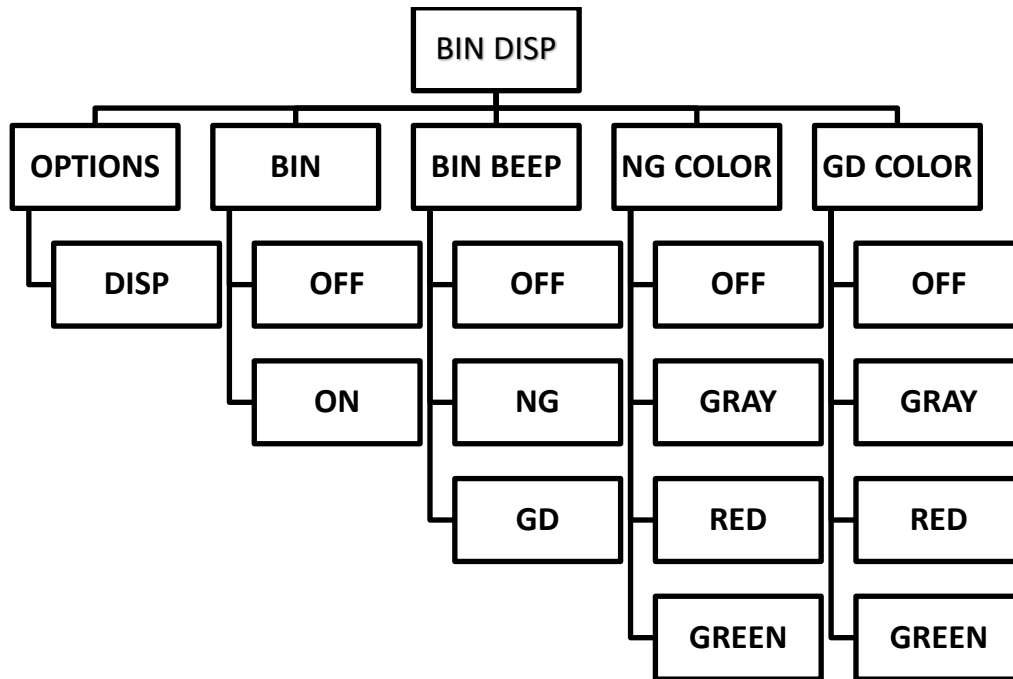 BIN DISP
OPTIONS
BIN
BIN BEEP
NG COLOR
GD COLOR
DISP
OFF
OFF
OFF
OFF
ON
NG
GRAY
GRAY
GD
RED
RED
GREEN
GREEN